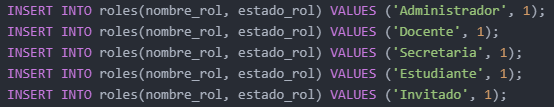 INSERT INTO roles(nombre_rol, estado_rol) VALUES ('Administrador', 1);
INSERT INTO roles(nombre_rol, estado_rol) VALUES ('Docente', 1);
INSERT INTO roles(nombre_rol, estado_rol) VALUES ('Secretaria', 1);
INSERT INTO roles(nombre_rol, estado_rol) VALUES ('Estudiante', 1);
INSERT INTO roles(nombre_rol, estado_rol) VALUES ('Invitado', 1);